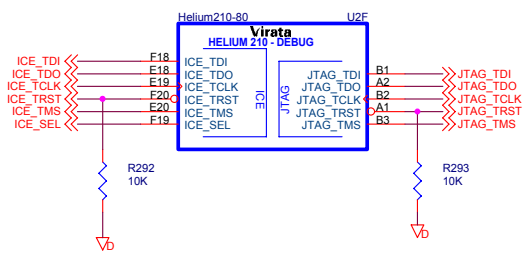 Helium210-80 U2F
Virata
HELIUM 210 - DEBUG
ICE_TDI F18 ICE_TDI JTAG_TDI B1 JTAG_TDI
ICE_TDO E18 ICE_TDO JTAG_TDO A2 JTAG_TDO
ICE_TCLK E19 ICE_TCLK JTAG_TCLK B2 JTAG_TCLK
ICE_TRST F20 ICE_TRST JTAG_TRST A1 JTAG_TRST
ICE_TMS E20 ICE_TMS JTAG_TMS B3 JTAG_TMS
ICE_SEL F19 ICE_SEL
ICE
JTAG
R292
10K
R293
10K
D
D